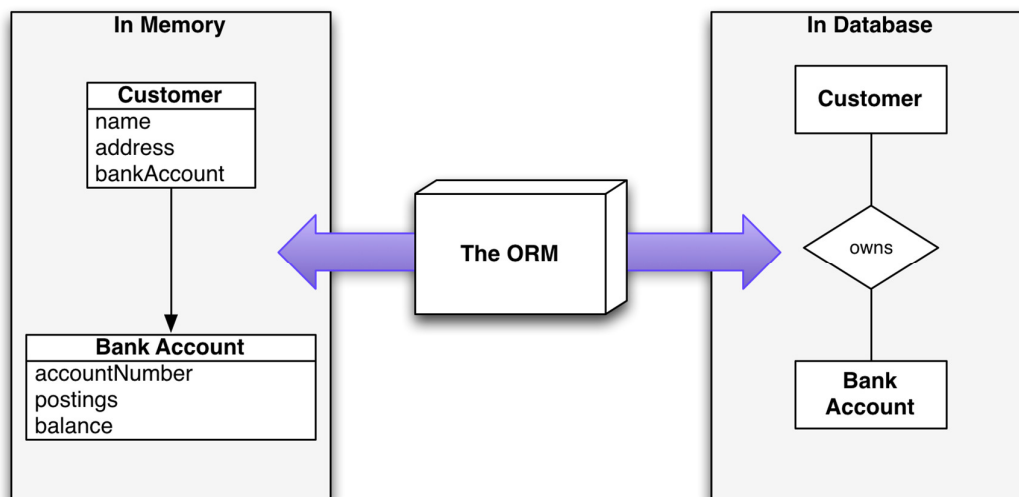 In Memory
Customer
name
address
bankAccount
Bank Account
accountNumber
postings
balance
The ORM
In Database
Customer
owns
Bank
Account